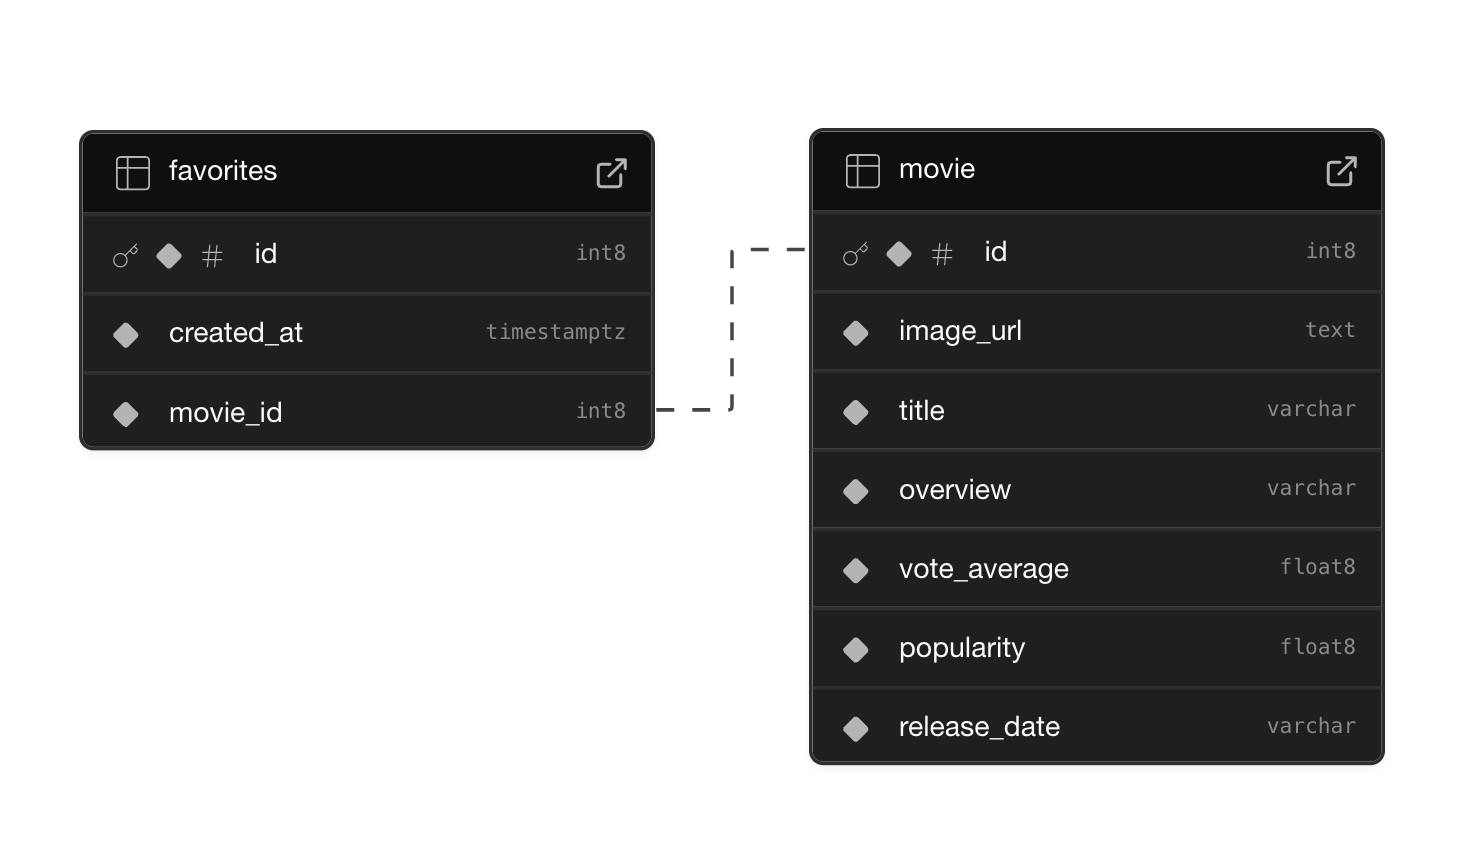 favorites
# id int8
created_at timestamptz
movie_id int8
movie
# id int8
image_url text
title varchar
overview varchar
vote_average float8
popularity float8
release_date varchar